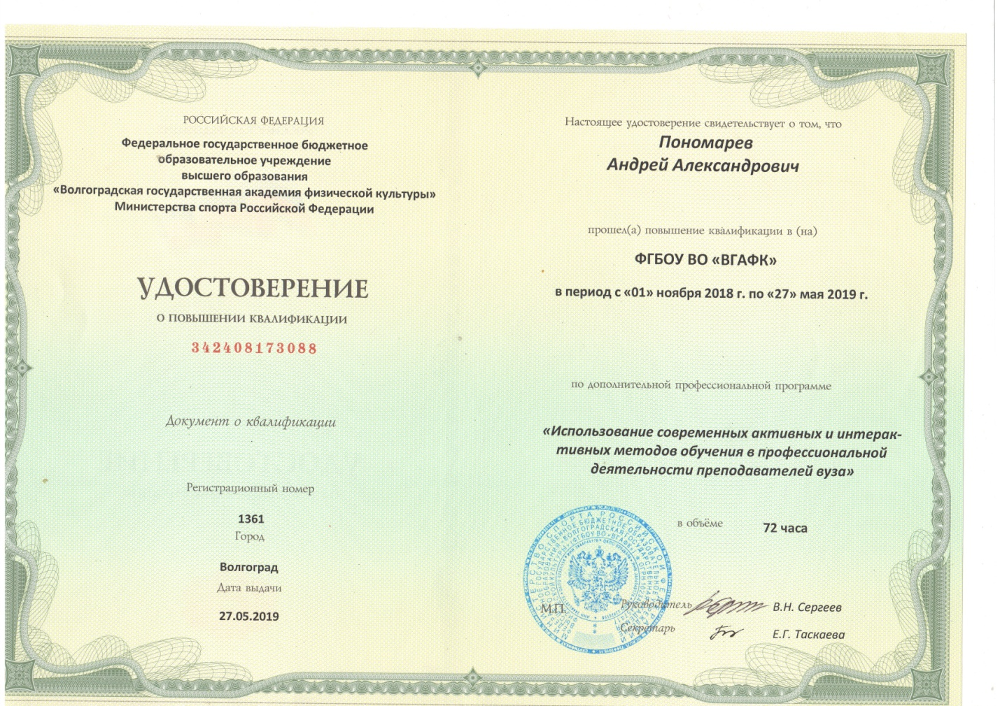 РОССИЙСКАЯ ФЕДЕРАЦИЯ
Федеральное государственное бюджетное
образовательное учреждение
высшего образования
«Волгоградская государственная академия физической культуры»
Министерства спорта Российской Федерации
УДОСТОВЕРЕНИЕ
О ПОВЫШЕНИИ КВАЛИФИКАЦИИ
342408173088
Документ о квалификации
Регистрационный номер
1361
Город
Волгоград
Дата выдачи
27.05.2019
Настоящее удостоверение свидетельствует о том, что
Пономарев
Андрей Александрович
прошел(а) повышение квалификации в (на)
ФГБОУ ВО «ВГАФК»
в период с «01» ноября 2018 г. по «27» мая 2019 г.
по дополнительной профессиональной программе
«Использование современных активных и интерак-
тивных методов обучения в профессиональной
деятельности преподавателей вуза»
в объёме 72 часа
М.П.
Руководитель В.Н. Сергеев
Секретарь Е.Г. Таскаева